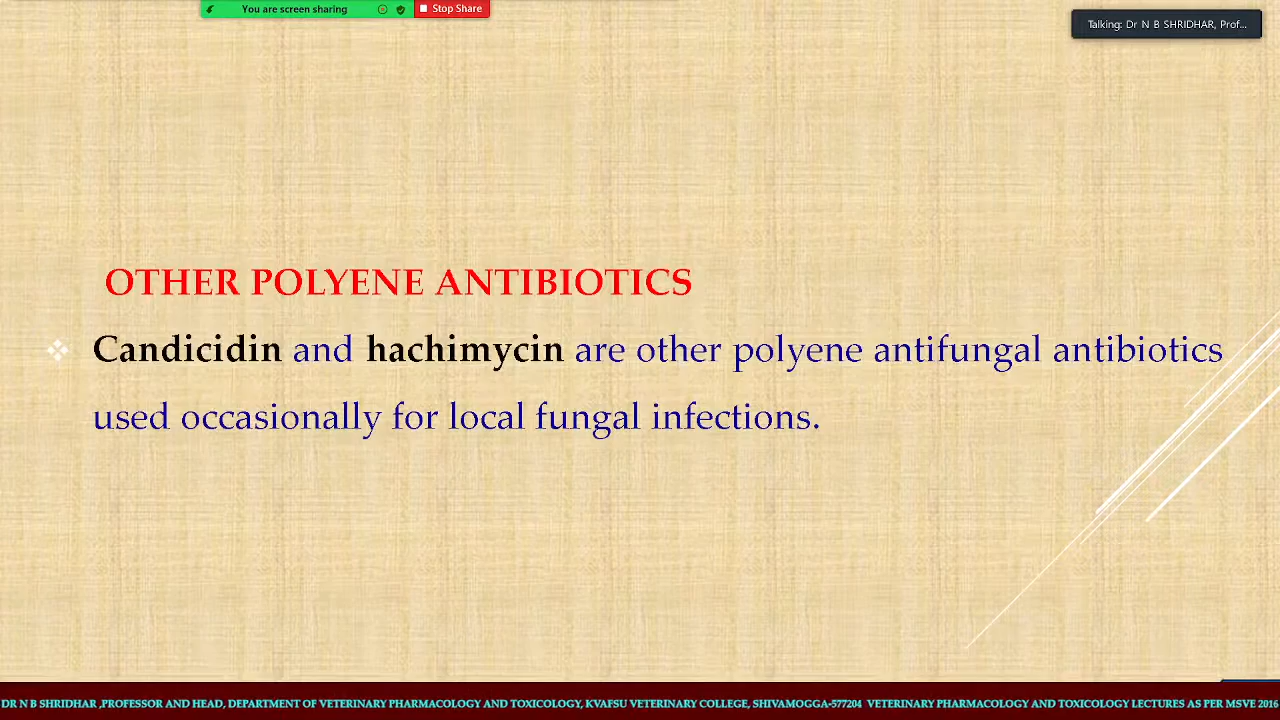 You are screen sharing
Stop Share
Talking: Dr N B SHRIDHAR, Prof...
OTHER POLYENE ANTIBIOTICS
Candicidin and hachimycin are other polyene antifungal antibiotics
used occasionally for local fungal infections.
DR N B SHRIDHAR ,PROFESSOR AND HEAD, DEPARTMENT OF VETERINARY PHARMACOLOGY AND TOXICOLOGY, KVAFSU VETERINARY COLLEGE, SHIVAMOGGA-577204 VETERINARY PHARMACOLOGY AND TOXICOLOGY LECTURES AS PER MSVE 2016